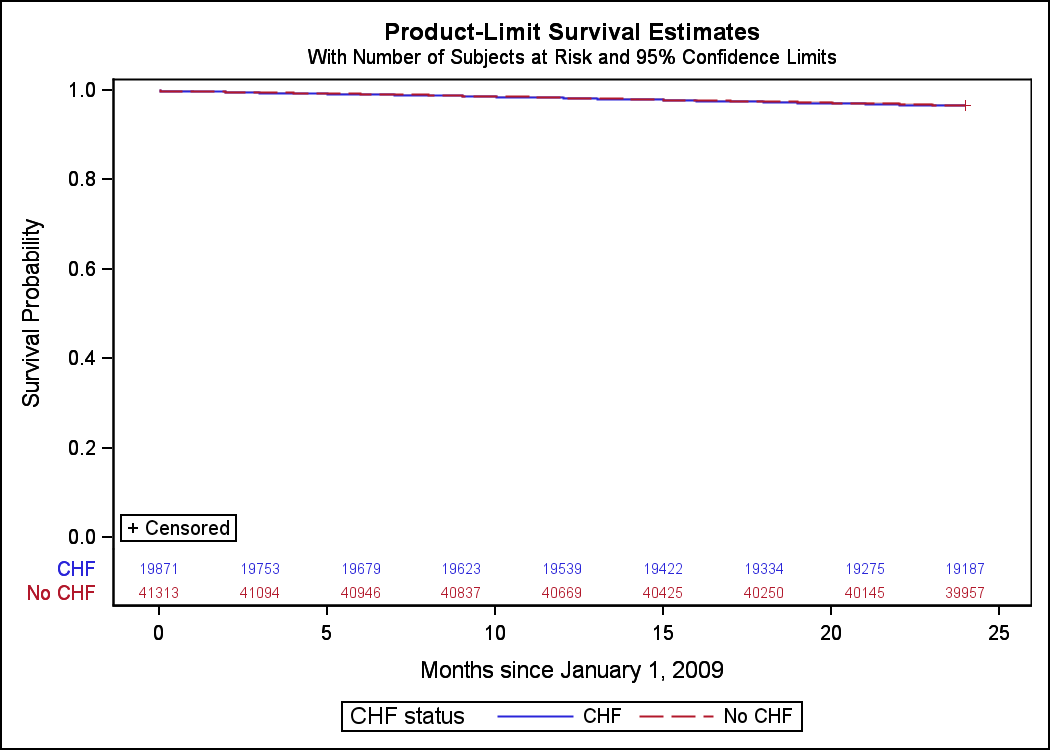 Product-Limit Survival Estimates
With Number of Subjects at Risk and 95% Confidence Limits
Survival Probability
1.0
0.8
0.6
0.4
0.2
0.0
+ Censored
CHF 19871 19753 19679 19623 19539 19422 19334 19275 19187
No CHF 41313 41094 40946 40837 40669 40425 40250 40145 39957
0 5 10 15 20 25
Months since January 1, 2009
CHF status CHF No CHF